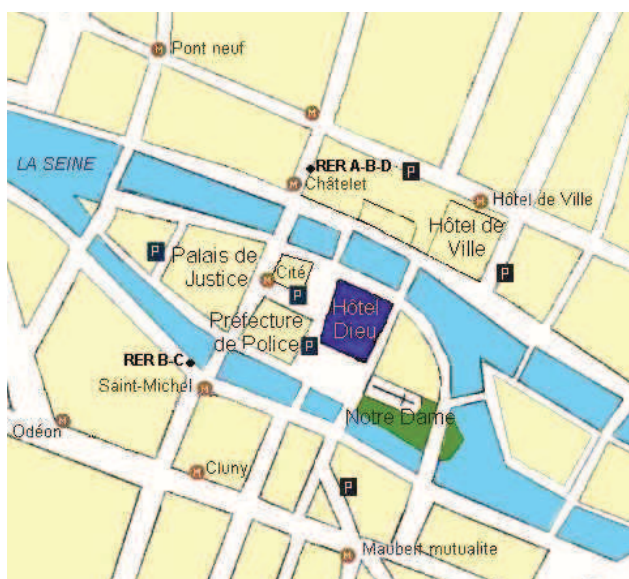 M Pont neuf
M
RER A-B-D
P
LA SEINE
M Châtelet
M Hôtel de Ville
Hôtel de
Ville
P
Palais de
Justice
P
M Cité
P
Hôtel
Dieu
Préfecture
de Police
P
RER B-C
Saint-Michel M
Notre Dame
M
Odéon
M Cluny
P
M Maubert mutualite